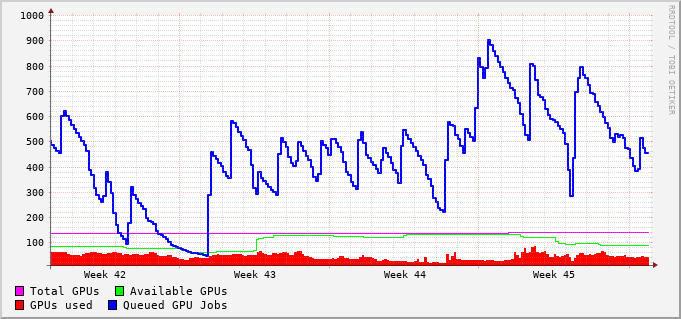 1000
900
800
700
600
500
400
300
200
100
Week 42 Week 43 Week 44 Week 45
Total GPUs Available GPUs
GPUs used Queued GPU Jobs
RRDTOOL / TOBI OETIKER